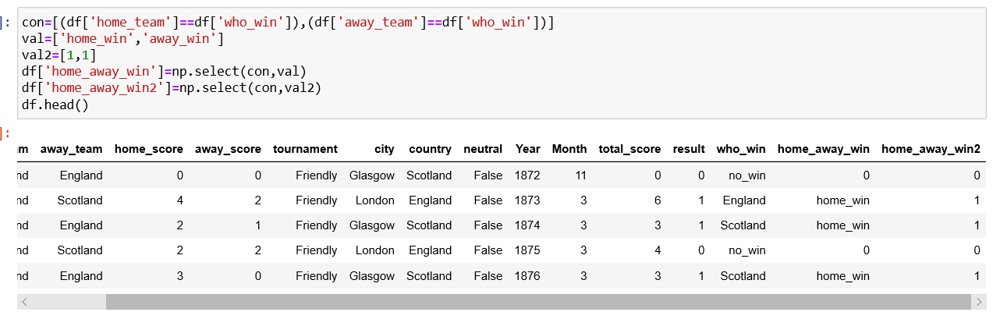 ]:
con=[(df['home_team']==df['who_win']),(df['away_team']==df['who_win'])]
val=['home_win','away_win']
val2=[1,1]
df['home_away_win']=np.select(con,val)
df['home_away_win2']=np.select(con,val2)
df.head()
]:
am away_team home_score away_score tournament city country neutral Year Month total_score result who_win home_away_win home_away_win2
nd England 0 0 Friendly Glasgow Scotland False 1872 11 0 0 no_win 0 0
nd Scotland 4 2 Friendly London England False 1873 3 6 1 England home_win 1
nd England 2 1 Friendly Glasgow Scotland False 1874 3 3 1 Scotland home_win 1
nd Scotland 2 2 Friendly London England False 1875 3 4 0 no_win 0 0
nd England 3 0 Friendly Glasgow Scotland False 1876 3 3 1 Scotland home_win 1